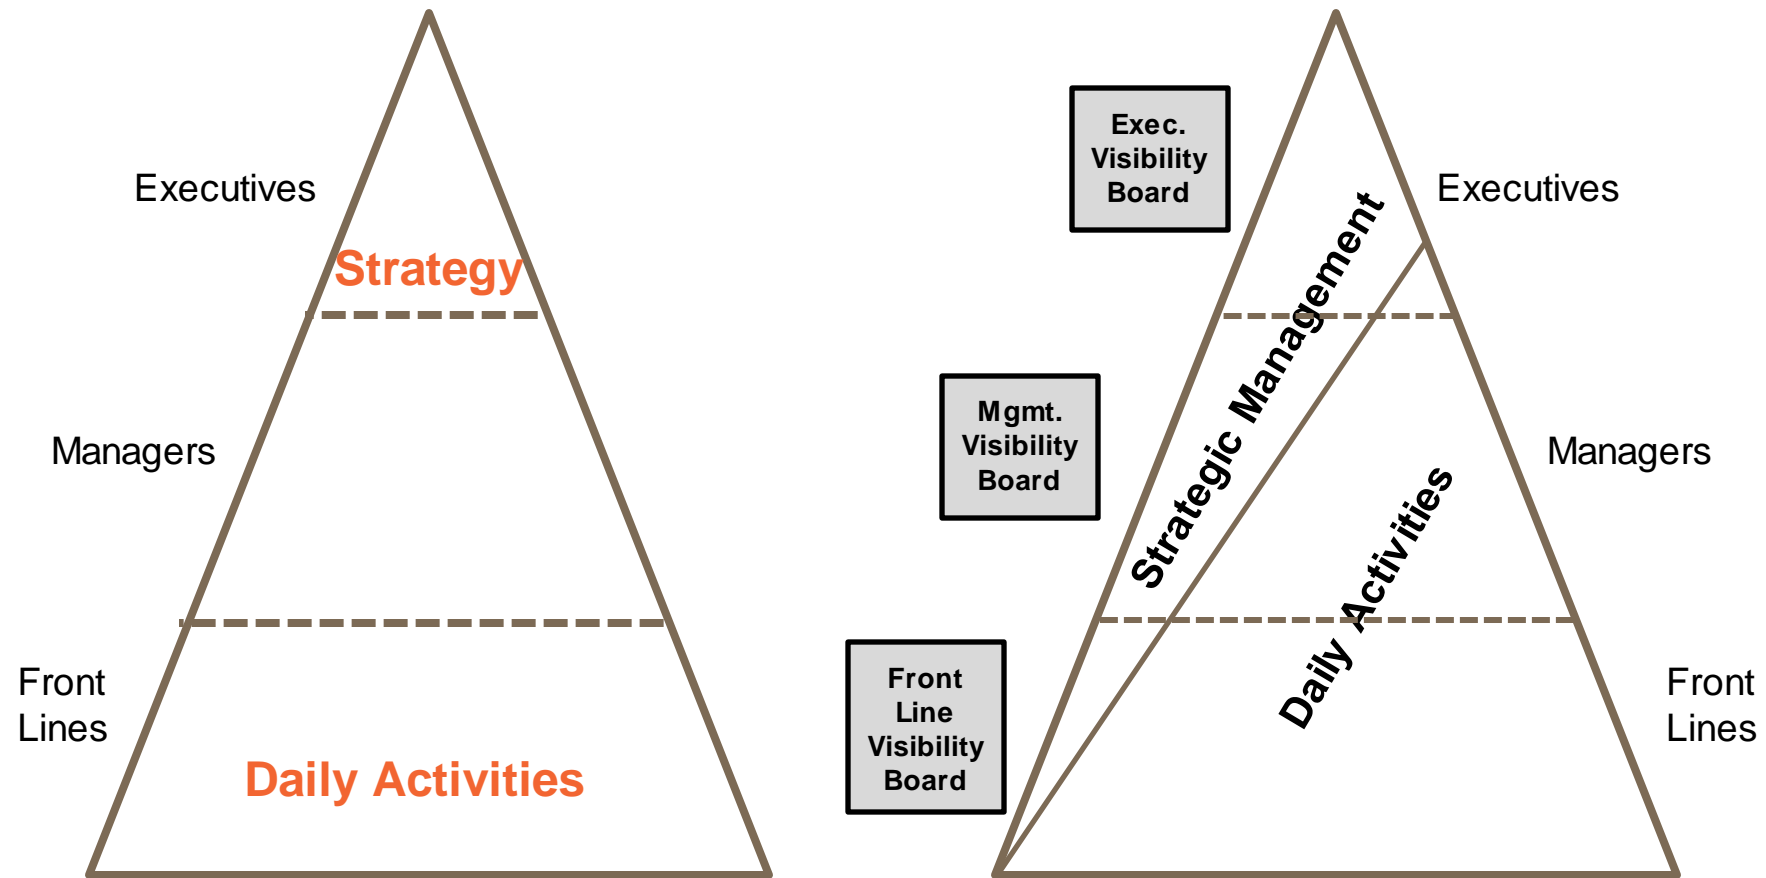 Executives
Strategy
Managers
Front
Lines
Daily Activities
Exec.
Visibility
Board
Executives
Strategic Management
Mgmt.
Visibility
Board
Managers
Daily Activities
Front
Line
Visibility
Board
Front
Lines